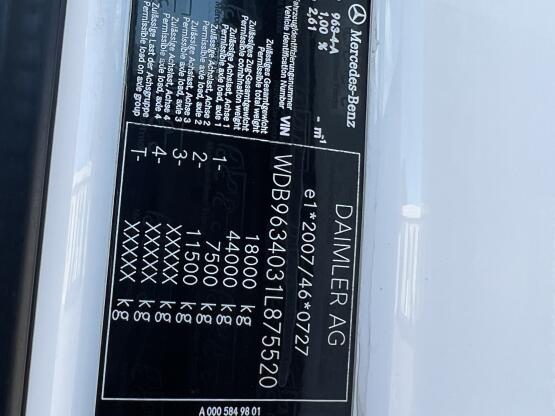 Mercedes-Benz
963-4-A
1,00 %
2,61 - m⁻¹
DAIMLER AG
e1*2007/46*0727
Fahrzeugidentifizierungsnummer
Vehicle Identification Number VIN WDB9634031L875520
Zulässiges Gesamtgewicht
Permissible total weight 18000 kg
Zulässiges Zug-Gesamtgewicht
Permissible combination weight 44000 kg
Zulässige Achslast, Achse 1
Permissible axle load, axle 1 1- 7500 kg
Zulässige Achslast, Achse 2
Permissible axle load, axle 2 2- 11500 kg
Zulässige Achslast, Achse 3
Permissible axle load, axle 3 3- XXXXX kg
Zulässige Achslast, Achse 4
Permissible axle load, axle 4 4- XXXXX kg
Zulässige Last der Achsgruppe
Permissible load on axle group T- XXXXX kg
A 000 584 98 01